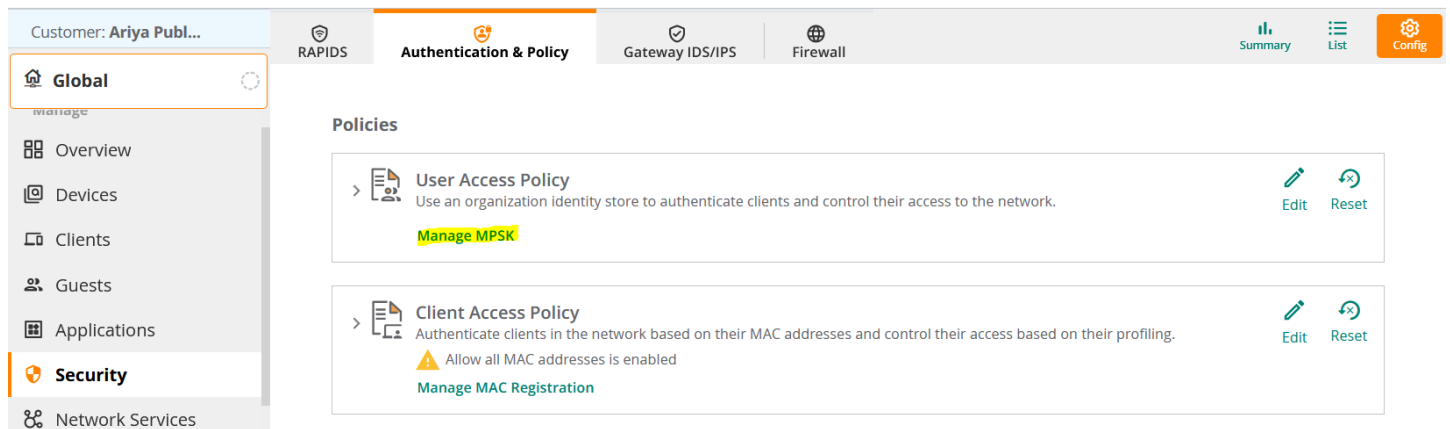 Customer: Ariya Publ...
Global
Manage
Overview
Devices
Clients
Guests
Applications
Security
Network Services
RAPIDS
Authentication & Policy
Gateway IDS/IPS
Firewall
Summary
List
Config
Policies
User Access Policy
Use an organization identity store to authenticate clients and control their access to the network.
Manage MPSK
Edit
Reset
Client Access Policy
Authenticate clients in the network based on their MAC addresses and control their access based on their profiling.
Allow all MAC addresses is enabled
Manage MAC Registration
Edit
Reset